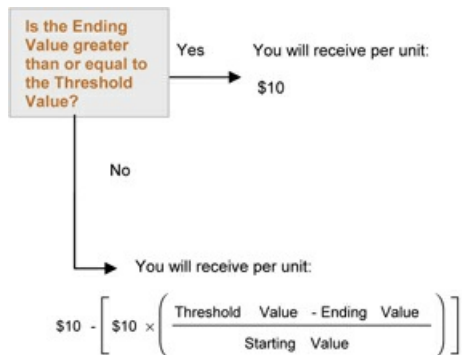 Is the Ending
Value greater
than or equal to
the Threshold
Value?
Yes
You will receive per unit:
$10
No
You will receive per unit:
$10 - [ $10 × ( Threshold Value - Ending Value
Starting Value ) ]